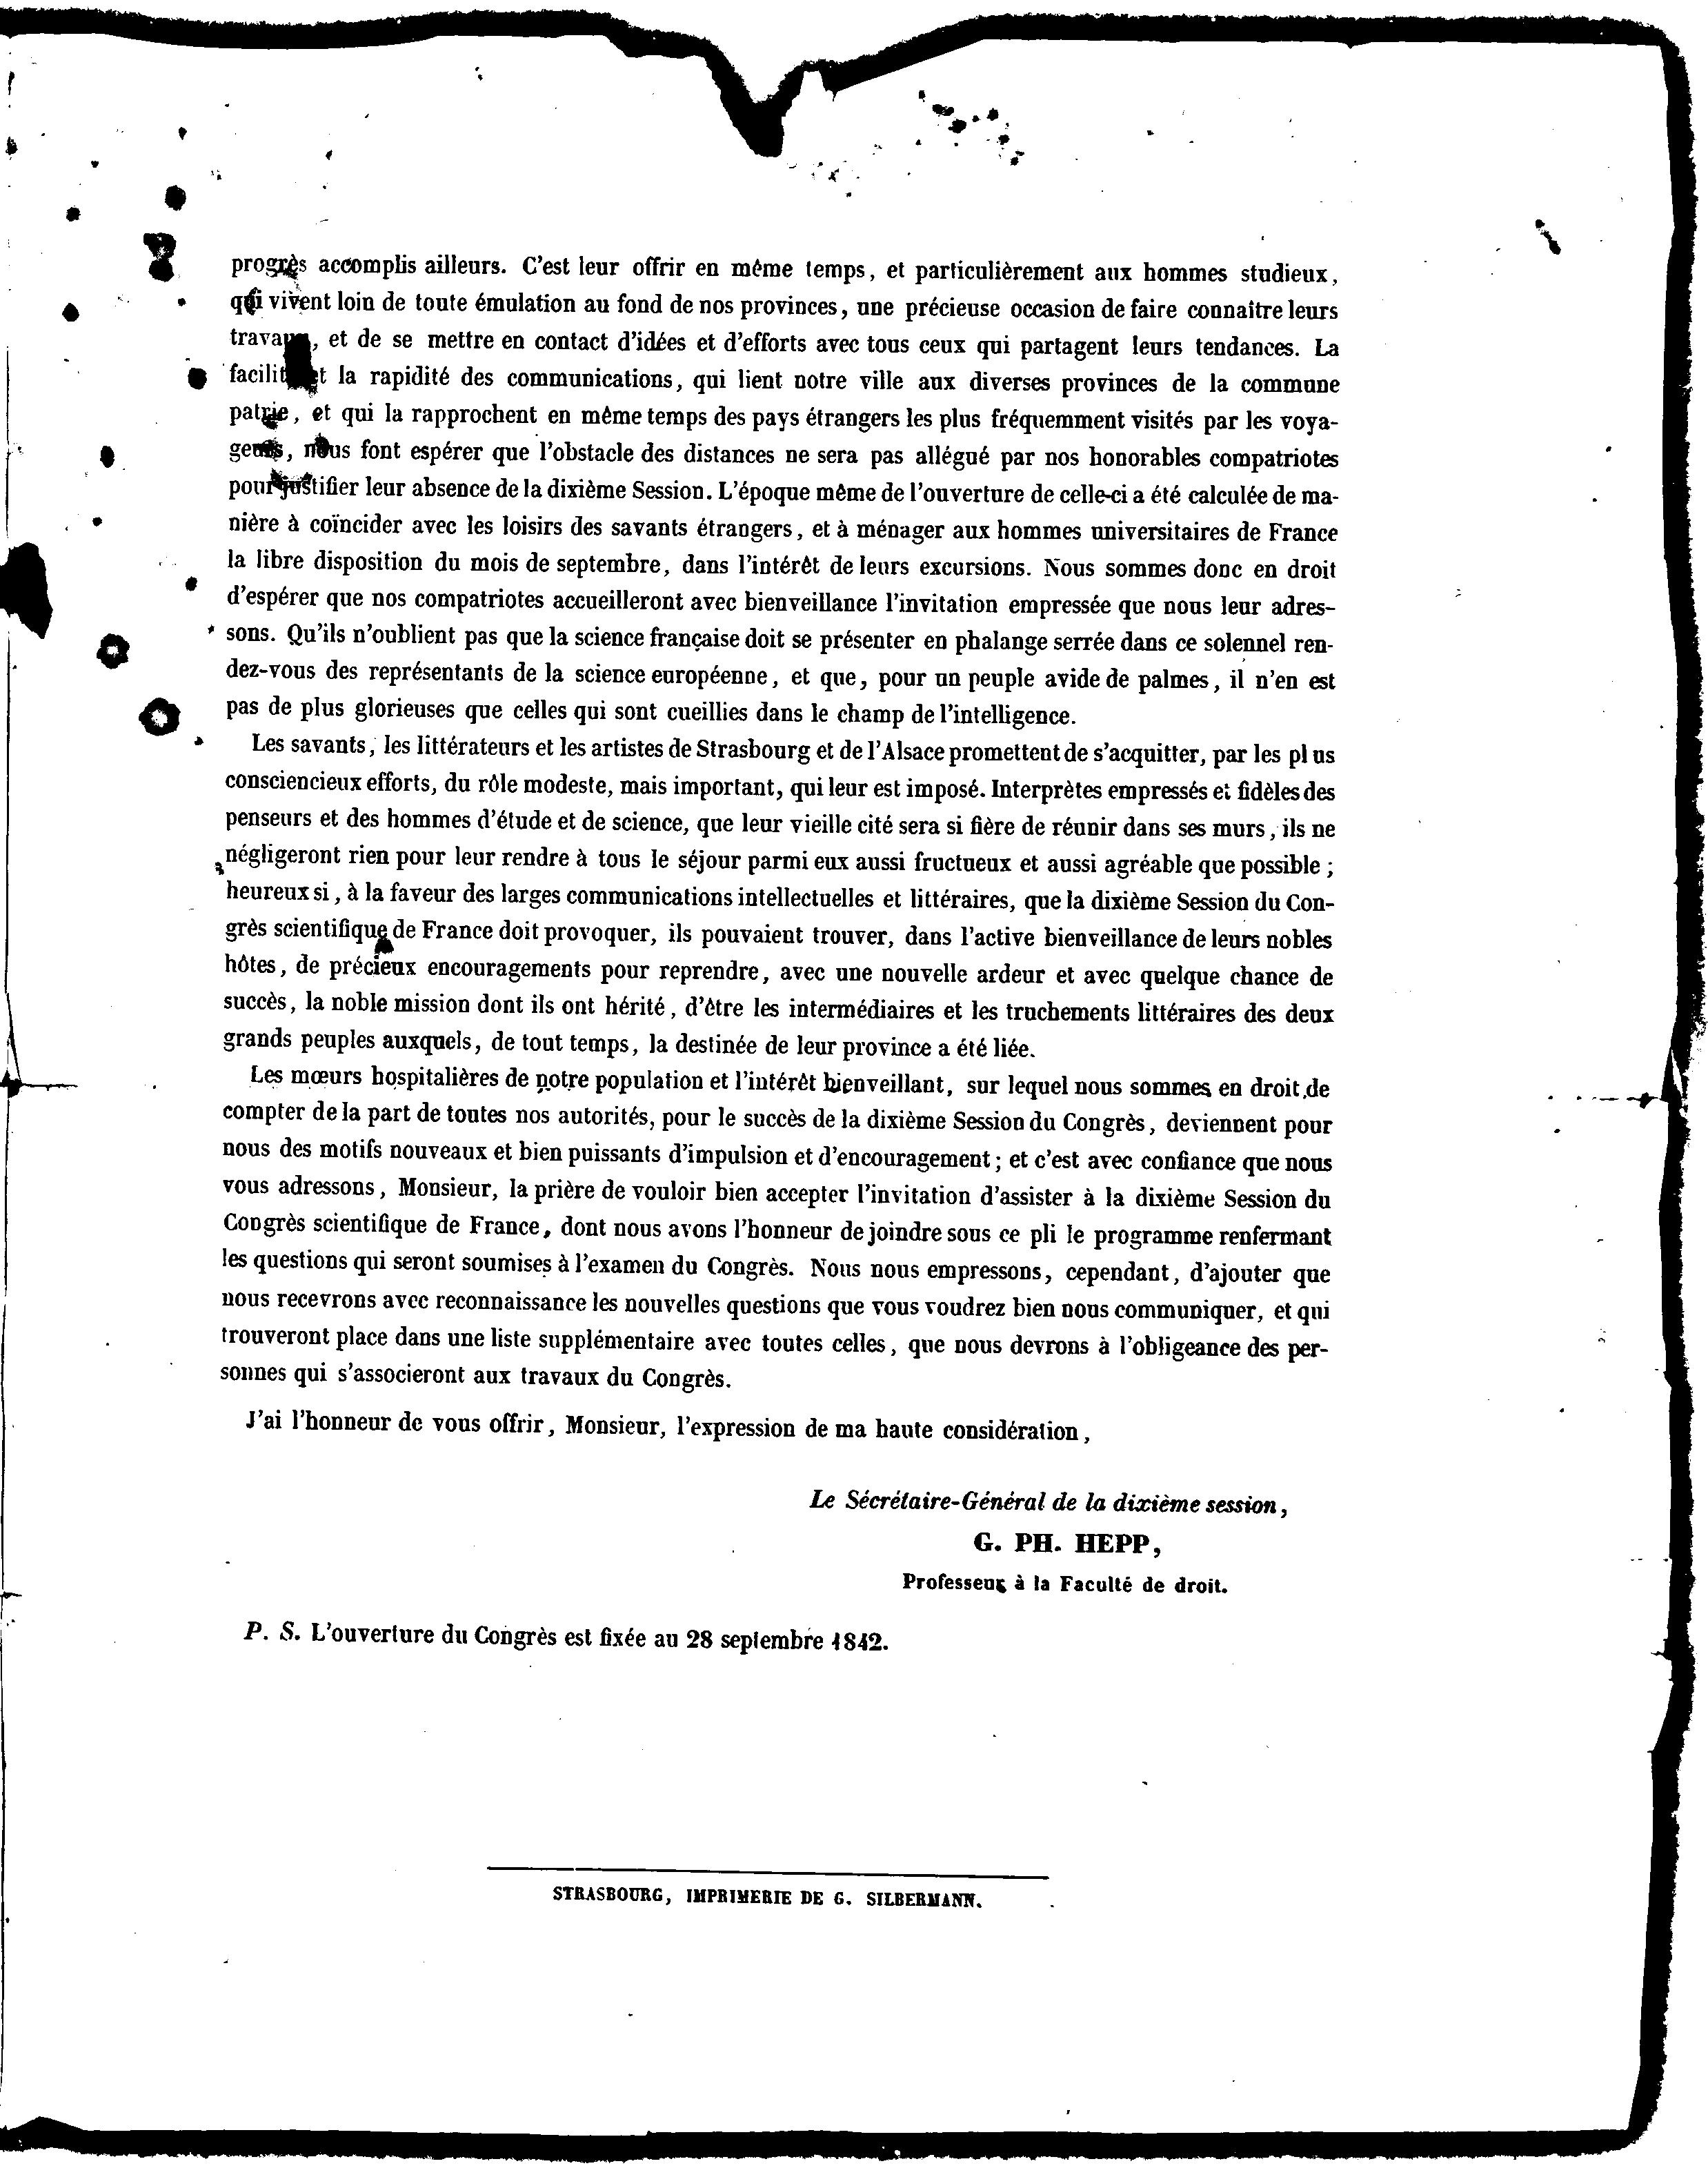 progrès accomplis ailleurs. C'est leur offrir en même temps, et particulièrement aux hommes studieux,
qui vivent loin de toute émulation au fond de nos provinces, une précieuse occasion de faire connaître leurs
travaux, et de se mettre en contact d'idées et d'efforts avec tous ceux qui partagent leurs tendances. La
facilité et la rapidité des communications, qui lient notre ville aux diverses provinces de la commune
patrie, et qui la rapprochent en même temps des pays étrangers les plus fréquemment visités par les voya-
geurs, nous font espérer que l'obstacle des distances ne sera pas allégué par nos honorables compatriotes
pour justifier leur absence de la dixième Session. L'époque même de l'ouverture de celle-ci a été calculée de ma-
nière à coïncider avec les loisirs des savants étrangers, et à ménager aux hommes universitaires de France
la libre disposition du mois de septembre, dans l'intérêt de leurs excursions. Nous sommes donc en droit
d'espérer que nos compatriotes accueilleront avec bienveillance l'invitation empressée que nous leur adres-
sons. Qu'ils n'oublient pas que la science française doit se présenter en phalange serrée dans ce solennel ren-
dez-vous des représentants de la science européenne, et que, pour un peuple avide de palmes, il n'en est
pas de plus glorieuses que celles qui sont cueillies dans le champ de l'intelligence.
Les savants, les littérateurs et les artistes de Strasbourg et de l'Alsace promettent de s'acquitter, par les plus
consciencieux efforts, du rôle modeste, mais important, qui leur est imposé. Interprètes empressés et fidèles des
penseurs et des hommes d'étude et de science, que leur vieille cité sera si fière de réunir dans ses murs, ils ne
négligeront rien pour leur rendre à tous le séjour parmi eux aussi fructueux et aussi agréable que possible;
heureux si, à la faveur des larges communications intellectuelles et littéraires, que la dixième Session du Con-
grès scientifique de France doit provoquer, ils pouvaient trouver, dans l'active bienveillance de leurs nobles
hôtes, de précieux encouragements pour reprendre, avec une nouvelle ardeur et avec quelque chance de
succès, la noble mission dont ils ont hérité, d'être les intermédiaires et les truchements littéraires des deux
grands peuples auxquels, de tout temps, la destinée de leur province a été liée.
Les mœurs hospitalières de notre population et l'intérêt bienveillant, sur lequel nous sommes en droit de
compter de la part de toutes nos autorités, pour le succès de la dixième Session du Congrès, deviennent pour
nous des motifs nouveaux et bien puissants d'impulsion et d'encouragement; et c'est avec confiance que nous
vous adressons, Monsieur, la prière de vouloir bien accepter l'invitation d'assister à la dixième Session du
Congrès scientifique de France, dont nous avons l'honneur de joindre sous ce pli le programme renfermant
les questions qui seront soumises à l'examen du Congrès. Nous nous empressons, cependant, d'ajouter que
nous recevrons avec reconnaissance les nouvelles questions que vous voudrez bien nous communiquer, et qui
trouveront place dans une liste supplémentaire avec toutes celles, que nous devrons à l'obligeance des per-
sonnes qui s'associeront aux travaux du Congrès.
J'ai l'honneur de vous offrir, Monsieur, l'expression de ma haute considération,
Le Sécrétaire-Général de la dixième session,
G. PH. HEPP,
Professeur à la Faculté de droit.
P. S. L'ouverture du Congrès est fixée au 28 septembre 1842.
STRASBOURG, IMPRIMERIE DE G. SILBERMANN.